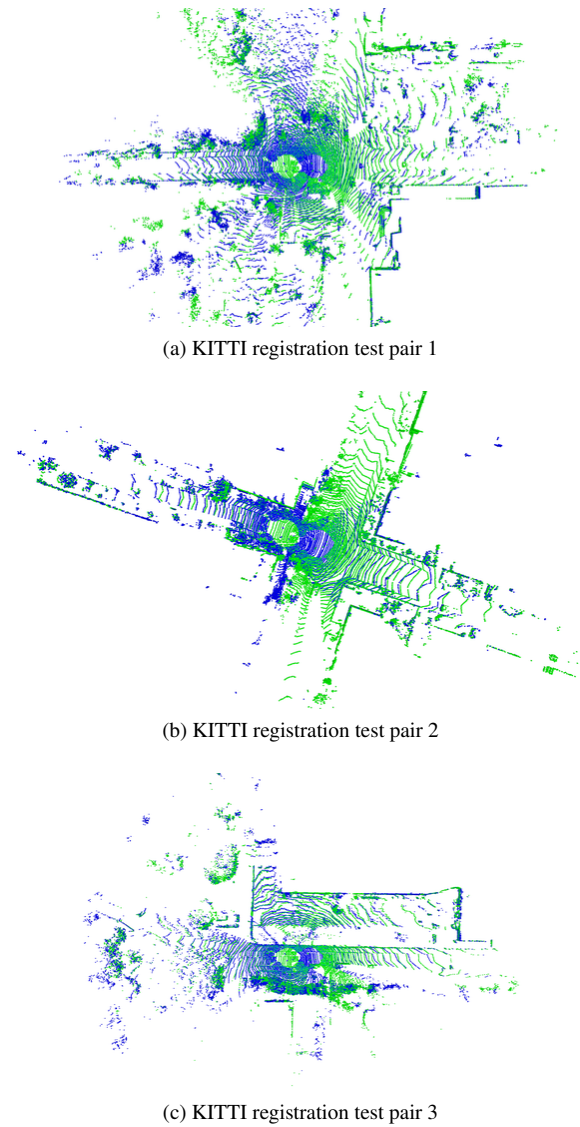 (a) KITTI registration test pair 1
(b) KITTI registration test pair 2
(c) KITTI registration test pair 3